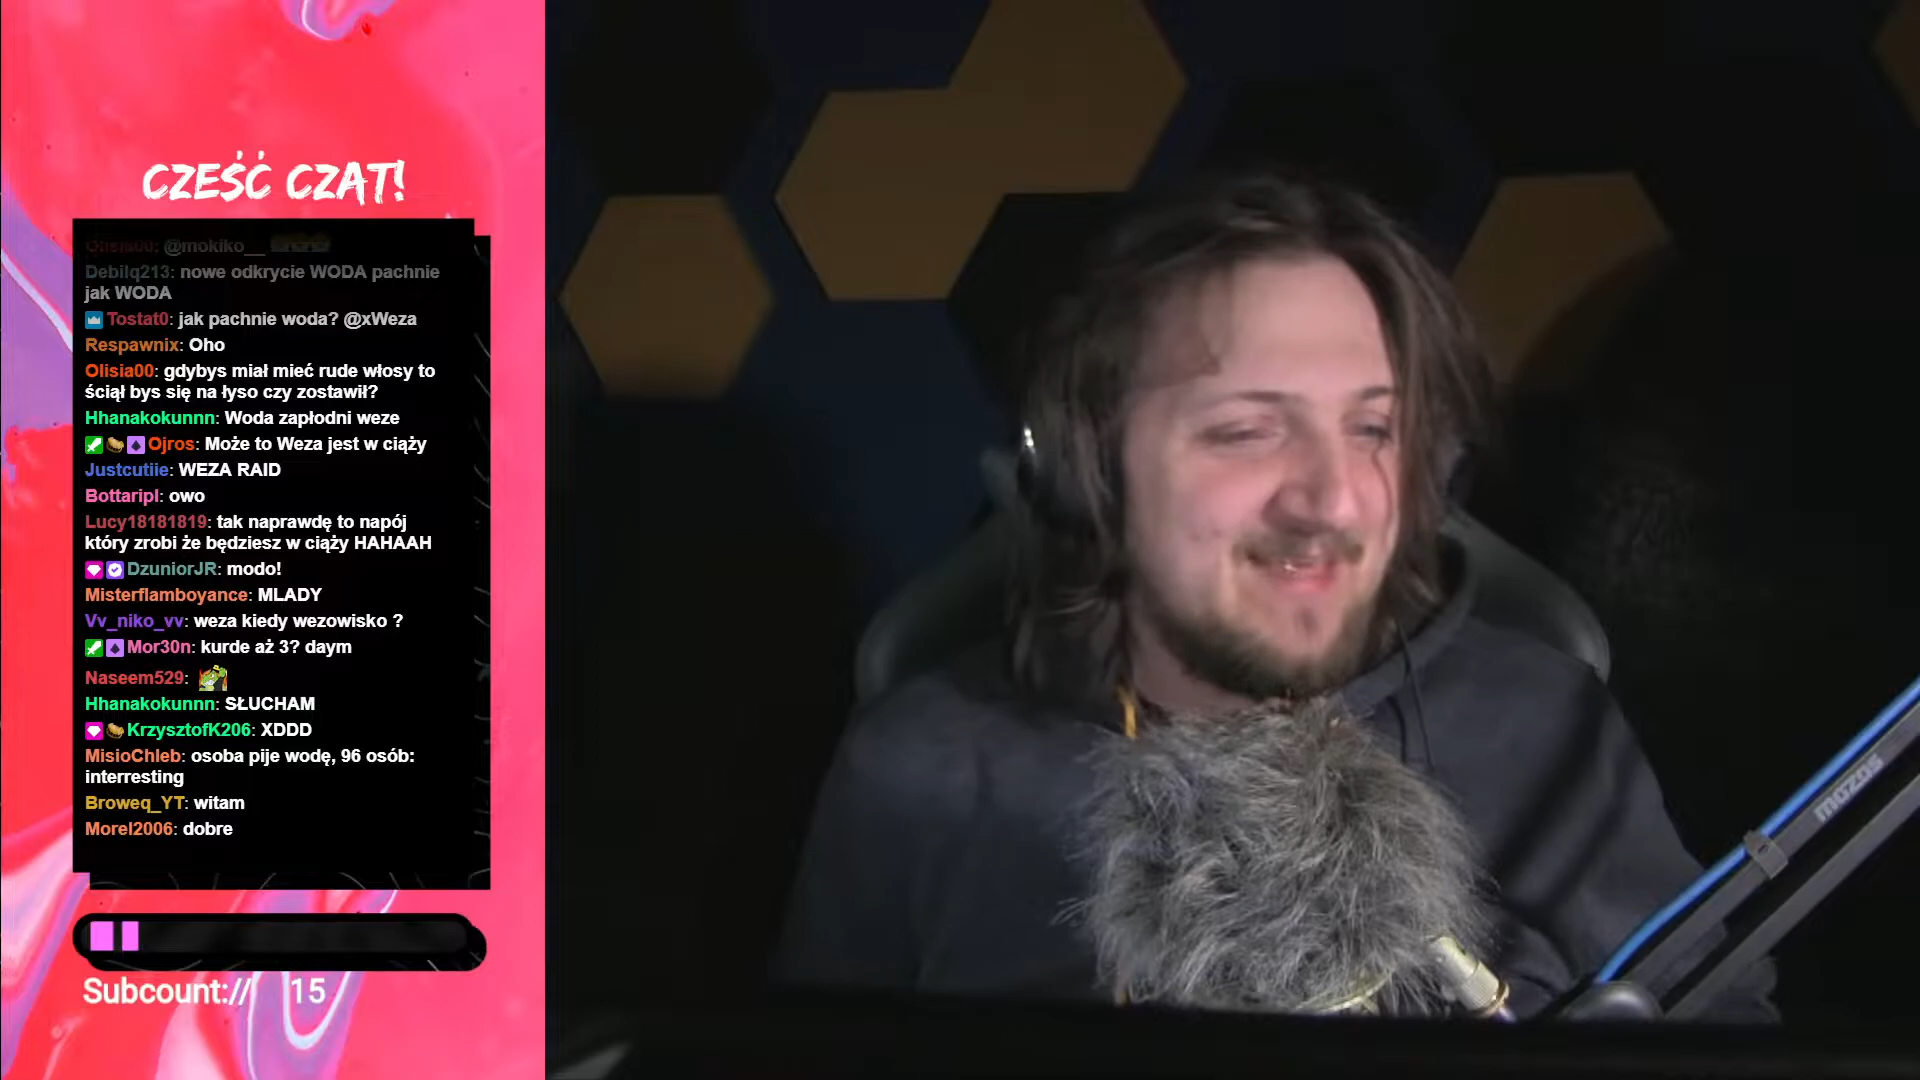 CZEŚĆ CZAT!
Olisia00: @mokiko__
Debilq213: nowe odkrycie WODA pachnie
jak WODA
Tostat0: jak pachnie woda? @xWeza
Respawnix: Oho
Olisia00: gdybys miał mieć rude włosy to
ściął bys się na łyso czy zostawił?
Hhanakokunnn: Woda zapłodni weze
Ojros: Może to Weza jest w ciąży
Justcutiie: WEZA RAID
Bottaripl: owo
Lucy18181819: tak naprawdę to napój
który zrobi że będziesz w ciąży HAHAAH
DzuniorJR: modo!
Misterflamboyance: MLADY
Vv_niko_vv: weza kiedy wezowisko ?
Mor30n: kurde aż 3? daym
Naseem529:
Hhanakokunnn: SŁUCHAM
KrzysztofK206: XDDD
MisioChleb: osoba pije wodę, 96 osób:
interresting
Broweq_YT: witam
Morel2006: dobre
Subcount:// 15
mozos